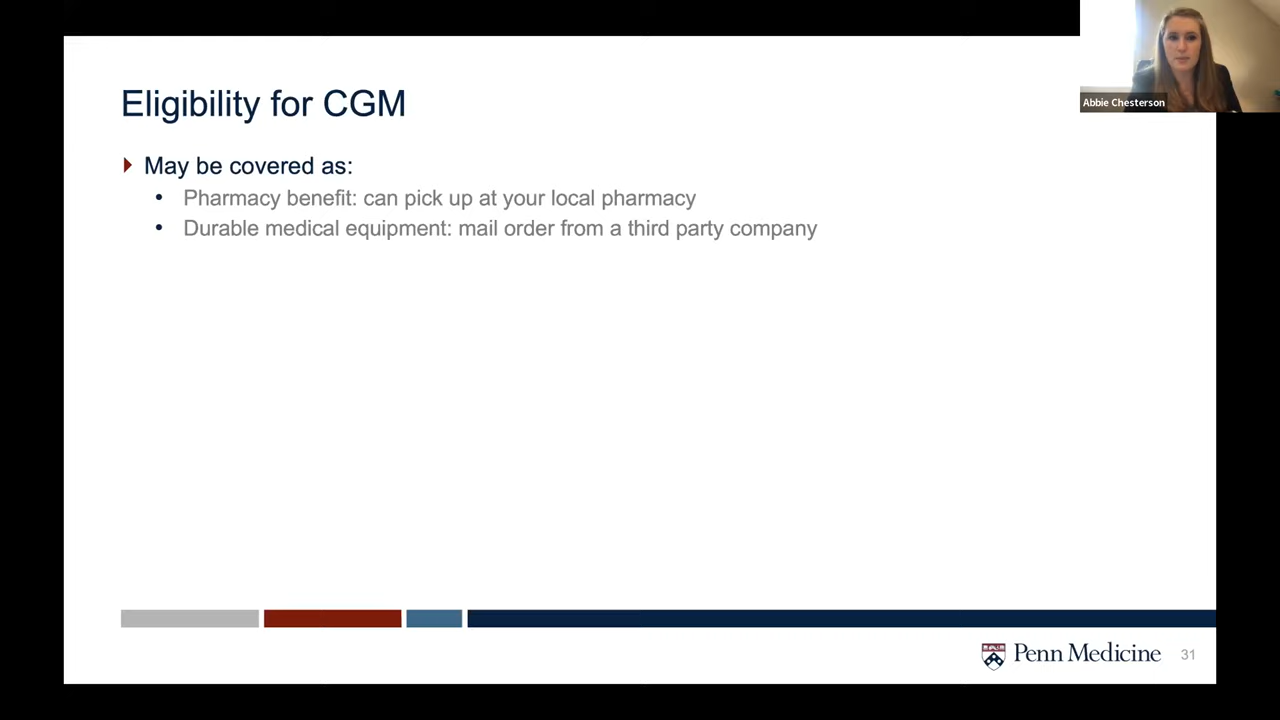 Eligibility for CGM
May be covered as:
Pharmacy benefit: can pick up at your local pharmacy
Durable medical equipment: mail order from a third party company
Abbie Chesterson
Penn Medicine
31